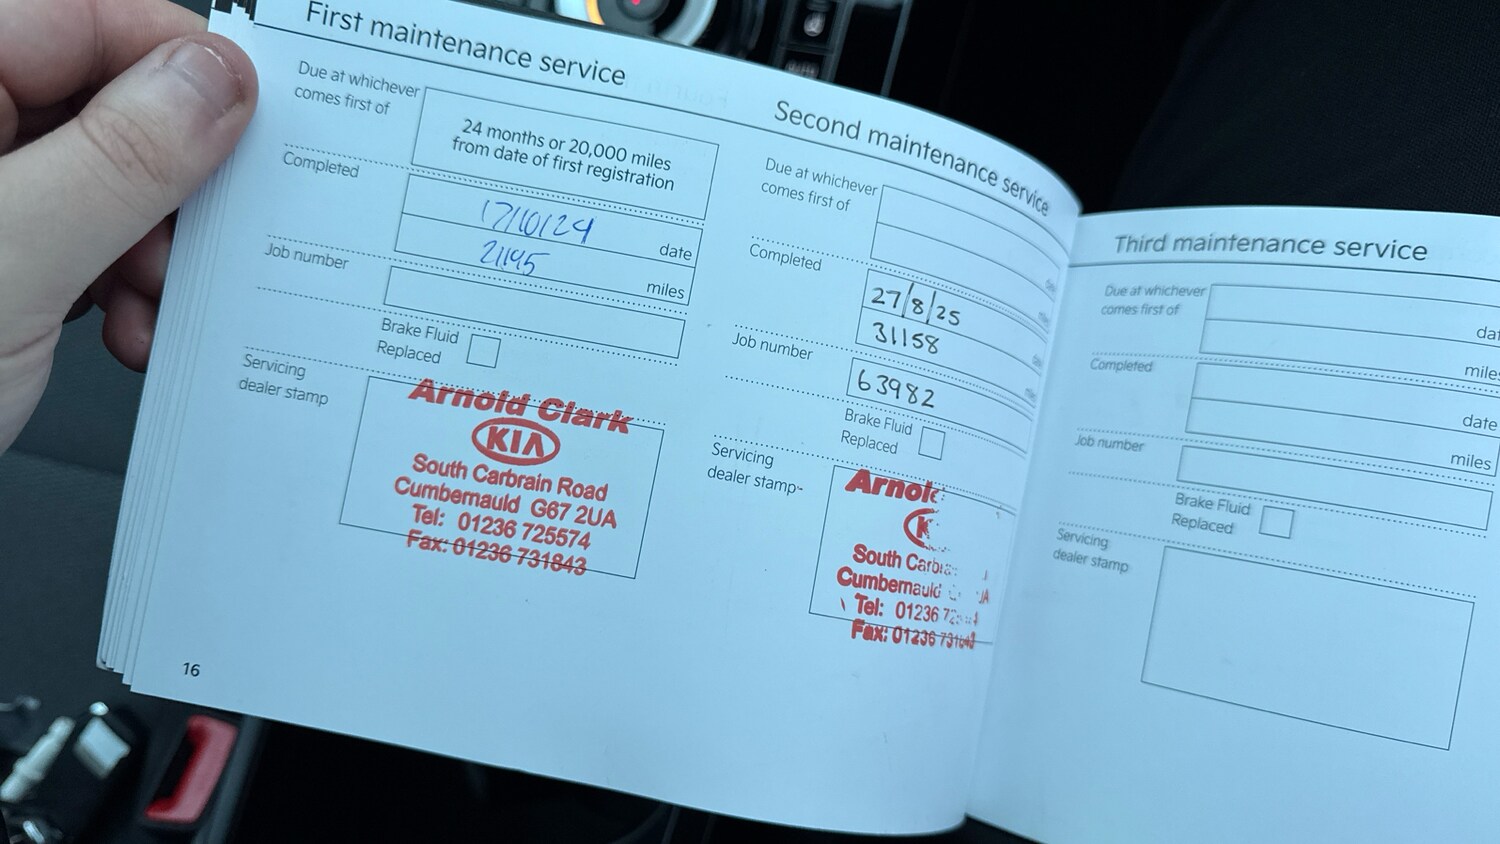 First maintenance service
Due at whichever
comes first of
24 months or 20,000 miles
from date of first registration
Completed
17/10/24
date
21195
miles
Job number
Brake Fluid
Replaced
Servicing
dealer stamp
Arnold Clark
KIA
South Carbrain Road
Cumbernauld G67 2UA
Tel: 01236 725574
Fax: 01236 731843
16
Second maintenance service
Due at whichever
comes first of
Completed
27/8/25
31158
Job number
63982
Brake Fluid
Replaced
Servicing
dealer stamp
Arnol
K
South
Cumbernauld
Tel: 01236
Fax: 01236 731843
Third maintenance service
Due at whichever
comes first of
dat
miles
Completed
date
miles
Job number
Brake Fluid
Replaced
Servicing
dealer stamp